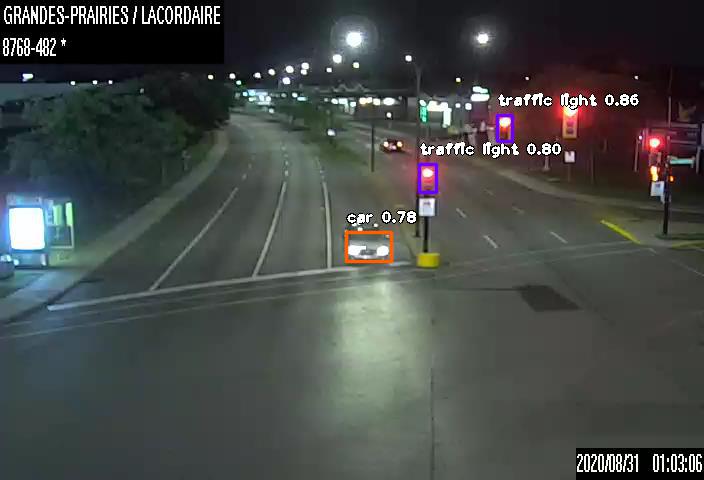 GRANDES-PRAIRIES / LACORDAIRE
8768-482 *
traffic light 0.86
traffic light 0.80
car 0.78
2020/08/31 01:03:06